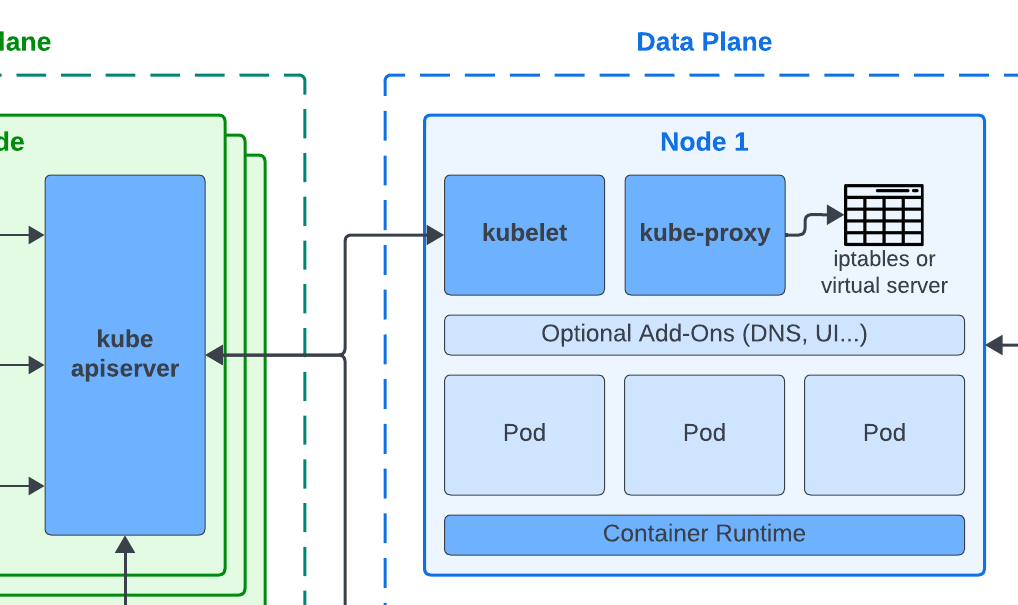 lane
Data Plane
de
Node 1
kubelet
kube-proxy
iptables or
virtual server
kube
apiserver
Optional Add-Ons (DNS, UI...)
Pod
Pod
Pod
Container Runtime